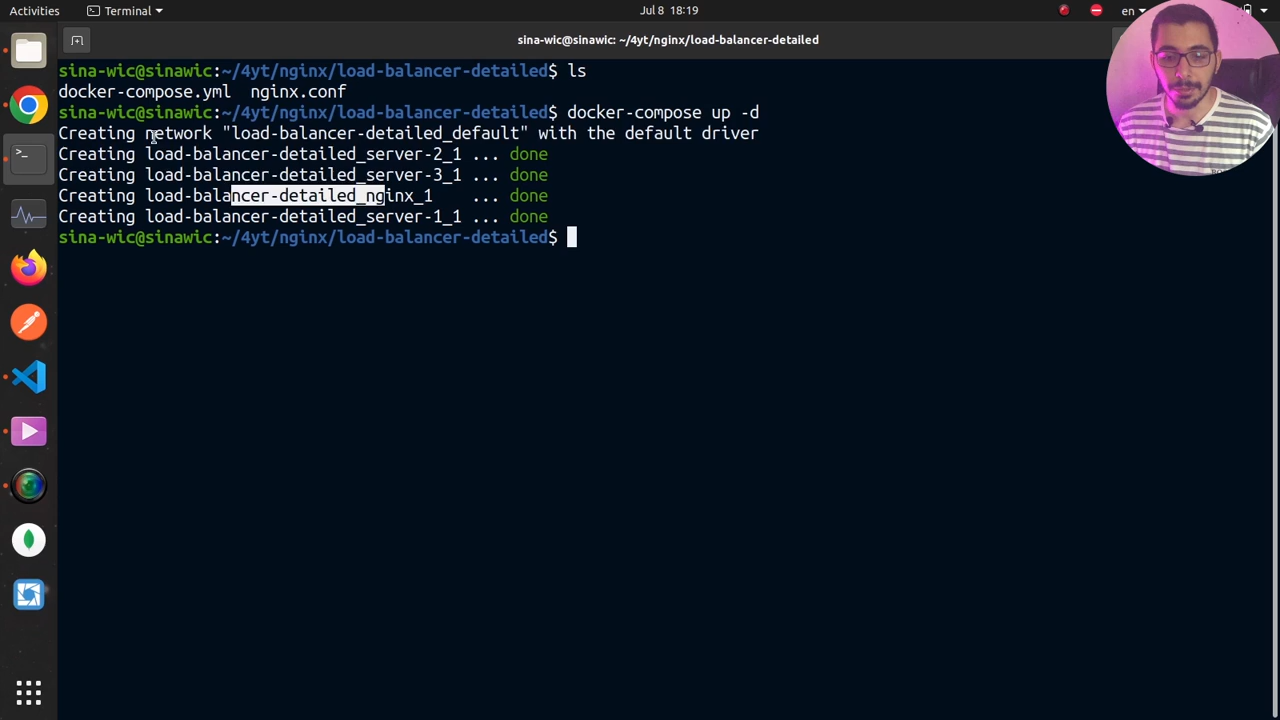 Activities
Terminal
Jul 8 18:19
en
sina-wic@sinawic: ~/4yt/nginx/load-balancer-detailed
sina-wic@sinawic:~/4yt/nginx/load-balancer-detailed$ ls
docker-compose.yml  nginx.conf
sina-wic@sinawic:~/4yt/nginx/load-balancer-detailed$ docker-compose up -d
Creating network "load-balancer-detailed_default" with the default driver
Creating load-balancer-detailed_server-2_1 ... done
Creating load-balancer-detailed_server-3_1 ... done
Creating load-balancer-detailed_nginx_1    ... done
Creating load-balancer-detailed_server-1_1 ... done
sina-wic@sinawic:~/4yt/nginx/load-balancer-detailed$